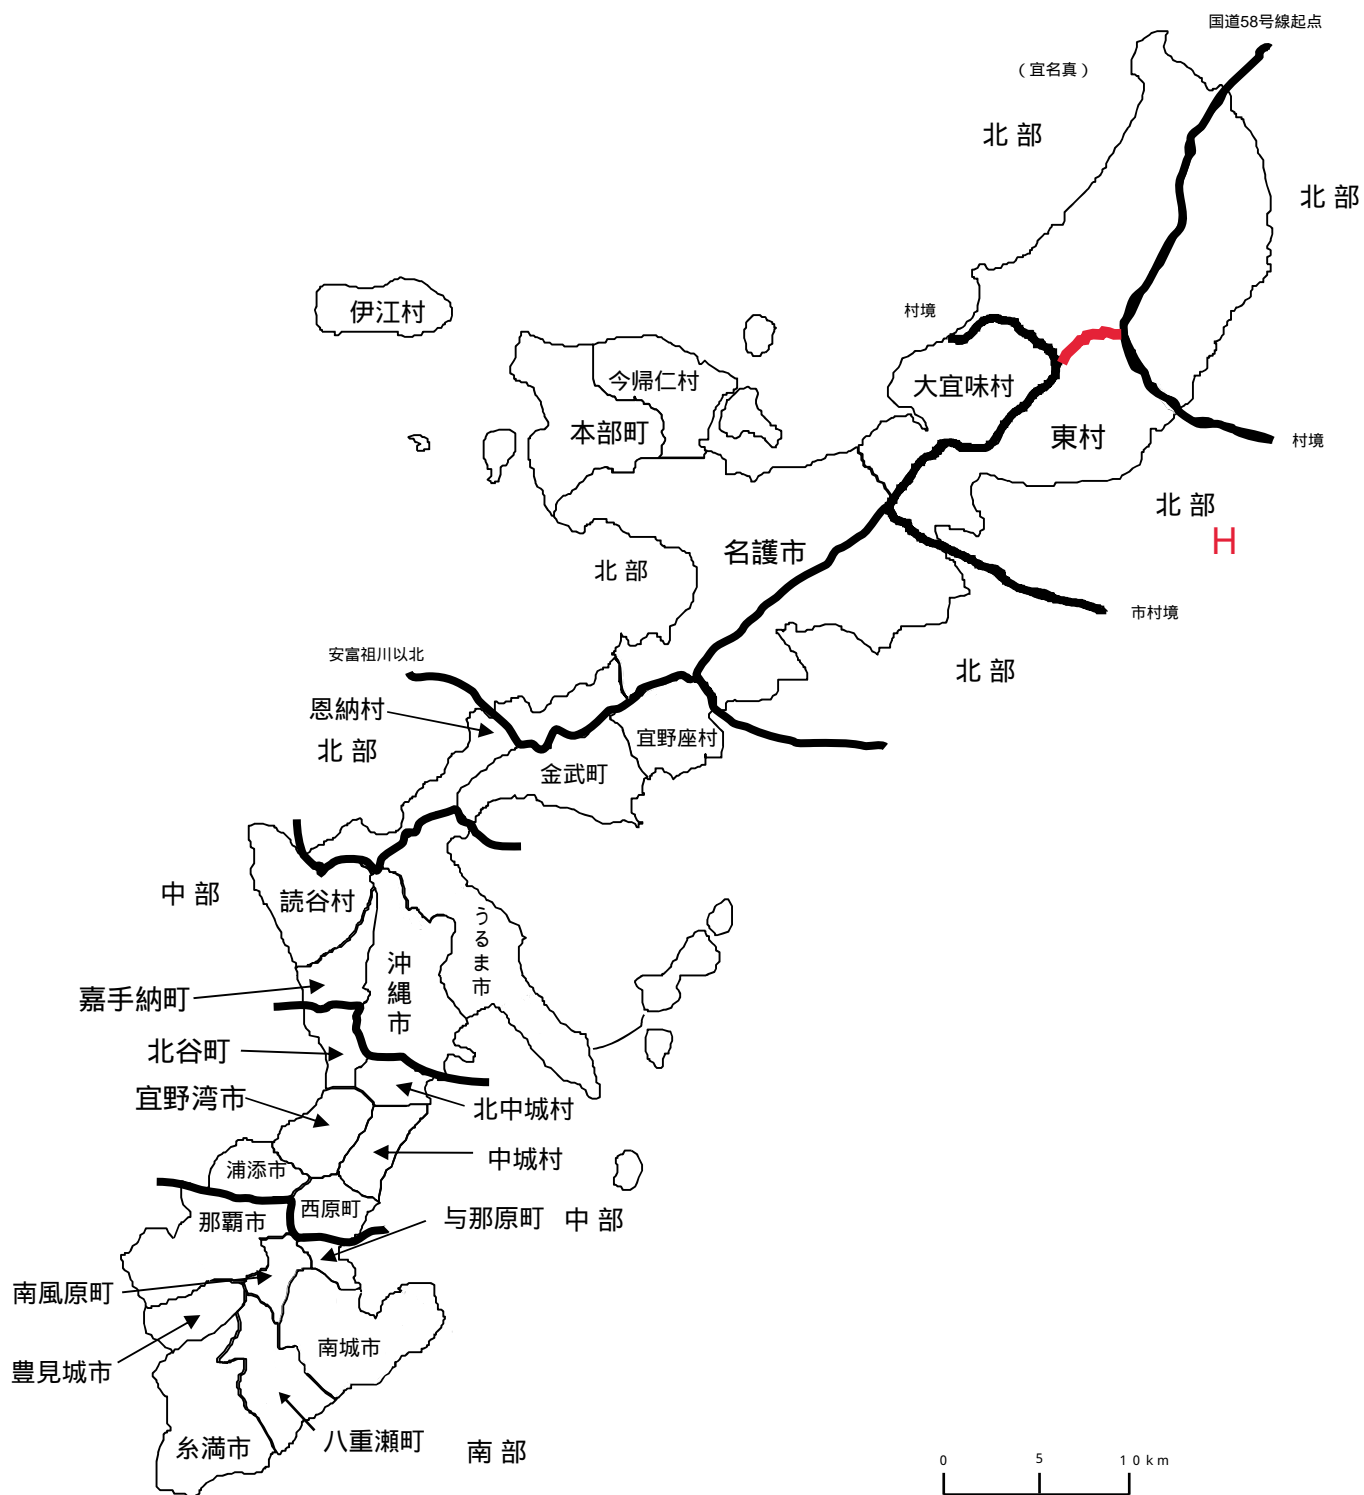 国道58号線起点
（宜名真）
北部
北部
伊江村
村境
今帰仁村
大宜味村
本部町
東村
村境
北部
H
名護市
北部
市村境
安富祖川以北
北部
恩納村
宜野座村
北部
金武町
中部
読谷村
うるま市
沖縄市
嘉手納町
北谷町
宜野湾市
北中城村
中城村
浦添市
西原町
那覇市
与那原町
中部
南風原町
南城市
豊見城市
八重瀬町
糸満市
南部
0 5 10km